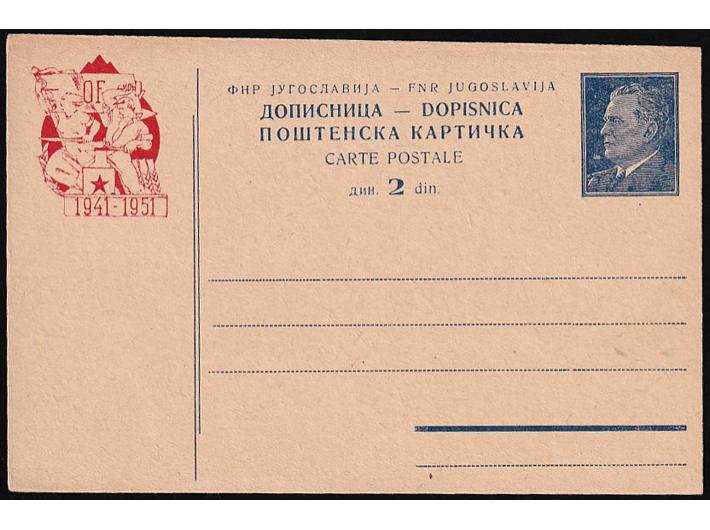 OF
1941-1951
ФНР ЈУГОСЛАВИЈА — FNR JUGOSLAVIJA
ДОПИСНИЦА — DOPISNICA
ПОШТЕНСКА КАРТИЧКА
CARTE POSTALE
дин. 2 din.